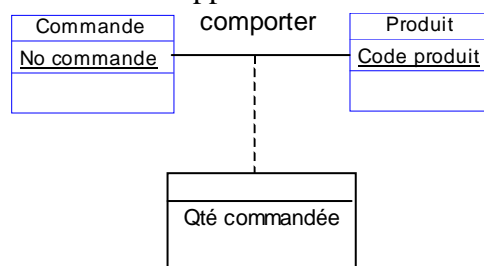 Commande
comporter
Produit
No commande
Code produit
Qté commandée